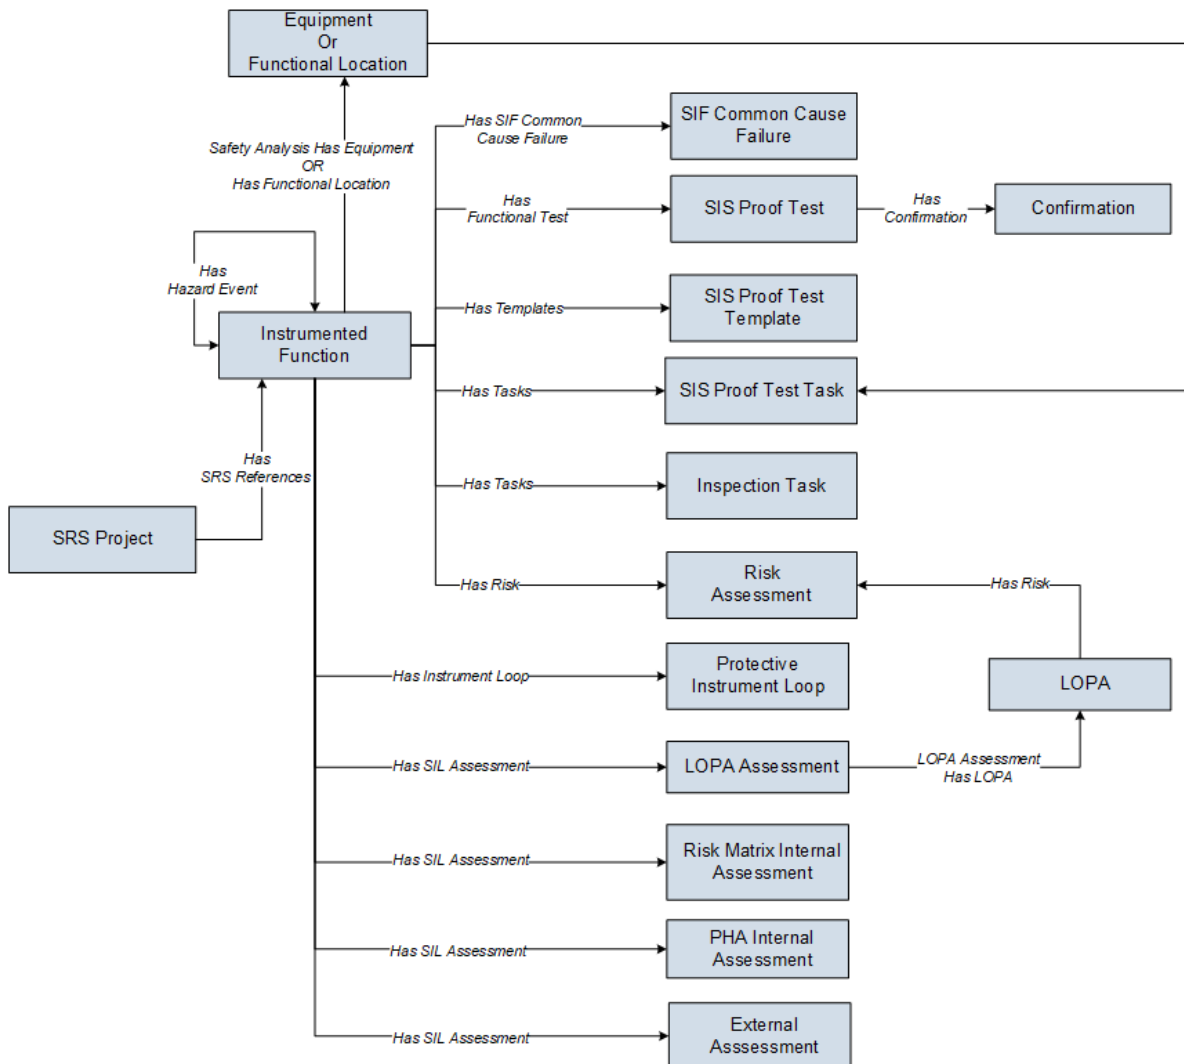 Equipment
Or
Functional Location
Safety Analysis Has Equipment
OR
Has Functional Location
Has SIF Common
Cause Failure
SIF Common Cause
Failure
Has
Functional Test
SIS Proof Test
Has
Confirmation
Confirmation
Has
Hazard Event
Has Templates
SIS Proof Test
Template
Instrumented
Function
Has Tasks
SIS Proof Test Task
Has
SRS References
Has Tasks
Inspection Task
SRS Project
Has Risk
Risk
Assessment
Has Risk
Has Instrument Loop
Protective
Instrument Loop
LOPA
Has SIL Assessment
LOPA Assessment
LOPA Assessment
Has LOPA
Has SIL Assessment
Risk Matrix Internal
Assessment
Has SIL Assessment
PHA Internal
Assessment
Has SIL Assessment
External
Asssessment